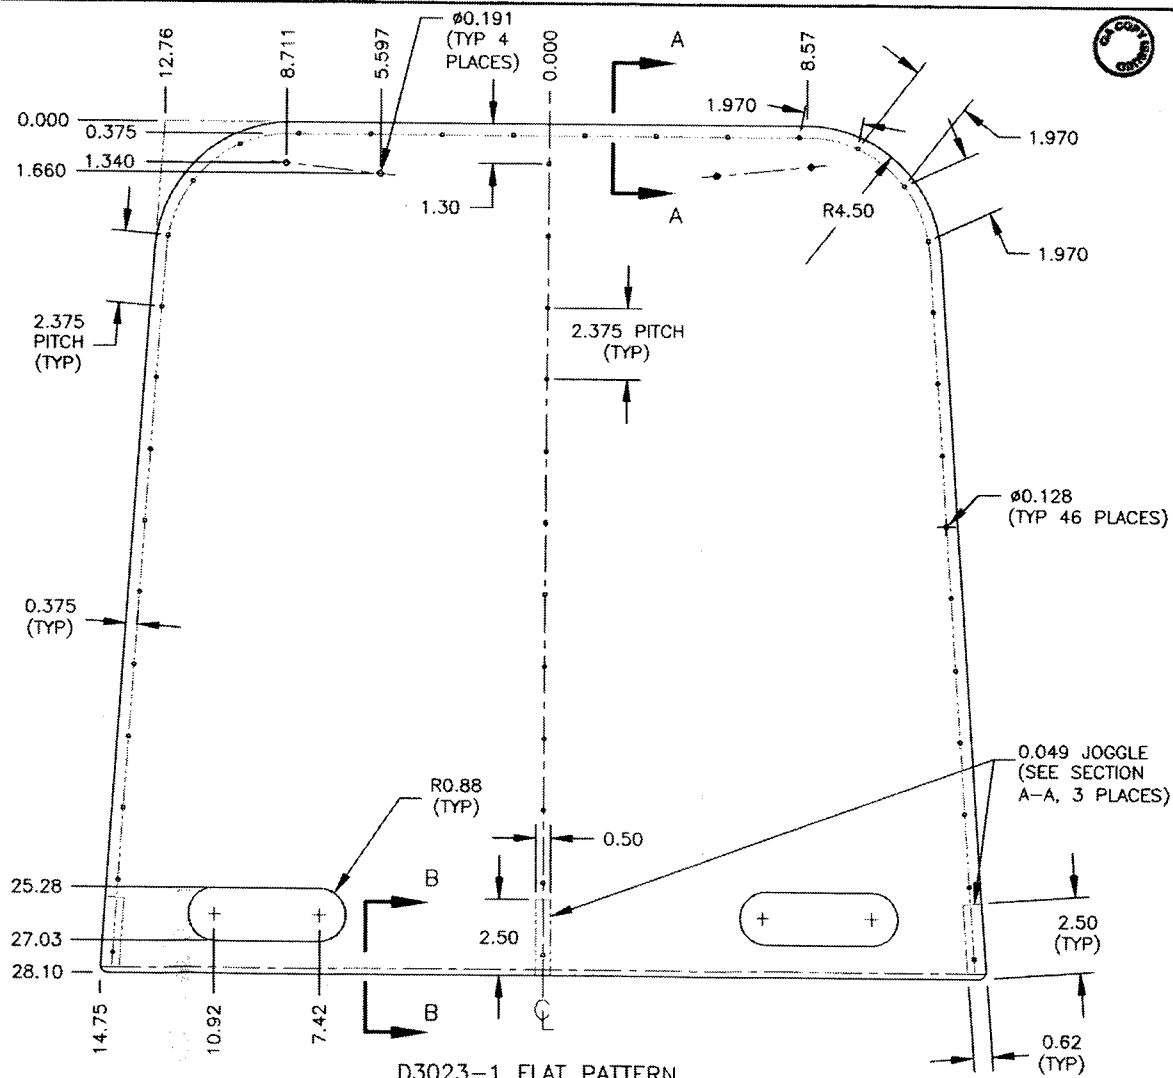 12.76
8.711
5.597
ø0.191
(TYP 4
PLACES)
0.000
A
8.57
0.000
0.375
1.340
1.660
1.30
A
1.970
R4.50
1.970
1.970
2.375
PITCH
(TYP)
2.375 PITCH
(TYP)
ø0.128
(TYP 46 PLACES)
0.375
(TYP)
R0.88
(TYP)
0.049 JOGGLE
(SEE SECTION
A-A, 3 PLACES)
0.50
25.28
27.03
28.10
B
2.50
2.50
(TYP)
14.75
10.92
7.42
B
CL
0.62
(TYP)
D3023-1 FLAT PATTERN